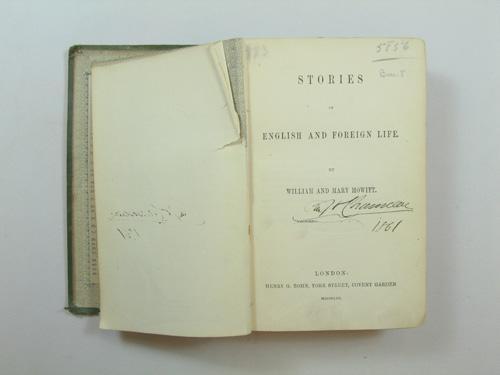 5856
STORIES
OF
ENGLISH AND FOREIGN LIFE.
BY
WILLIAM AND MARY HOWITT.
1861
LONDON:
HENRY G. BOHN, YORK STREET, COVENT GARDEN